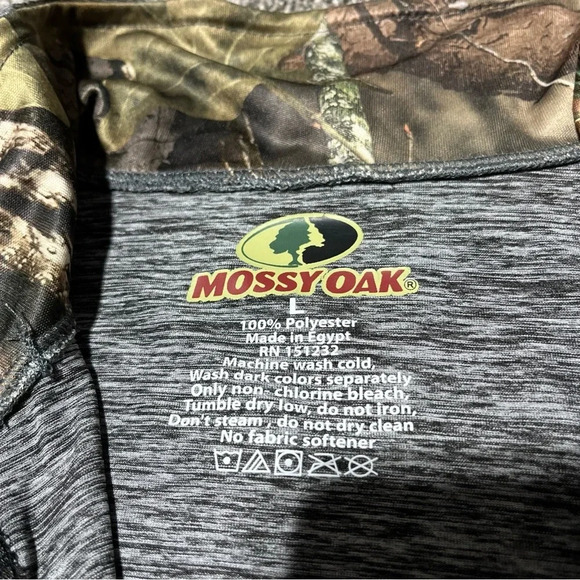 MOSSY OAK®
L
100% Polyester
Made in Egypt
RN 151232
Machine wash cold,
Wash dark colors separately
Only non chlorine bleach,
Tumble dry low, do not iron,
Don't steam, do not dry clean
No fabric softener